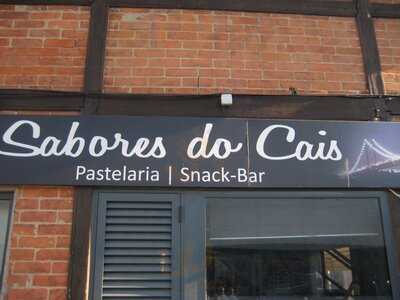 Sabores do Cais
Pastelaria | Snack-Bar